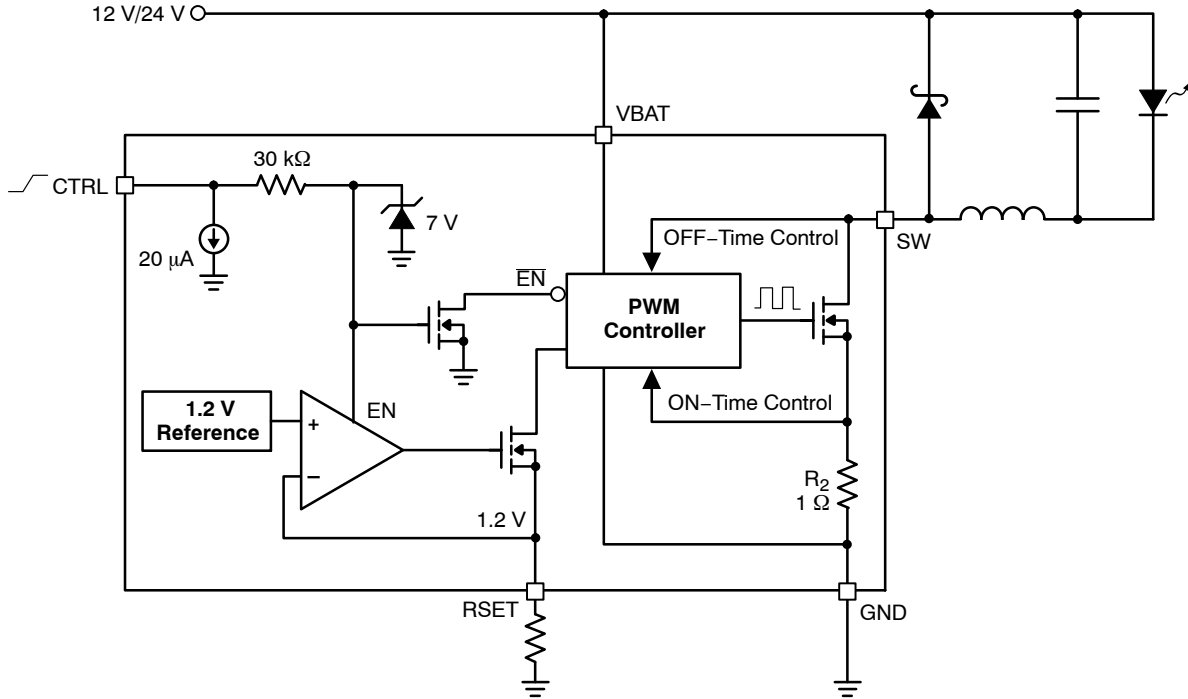 12 V/24 V
VBAT
30 kΩ
CTRL
7 V
SW
OFF−Time Control
20 μA
EN
PWM
Controller
EN
1.2 V
Reference
+
−
ON−Time Control
R2
1 Ω
1.2 V
RSET
GND